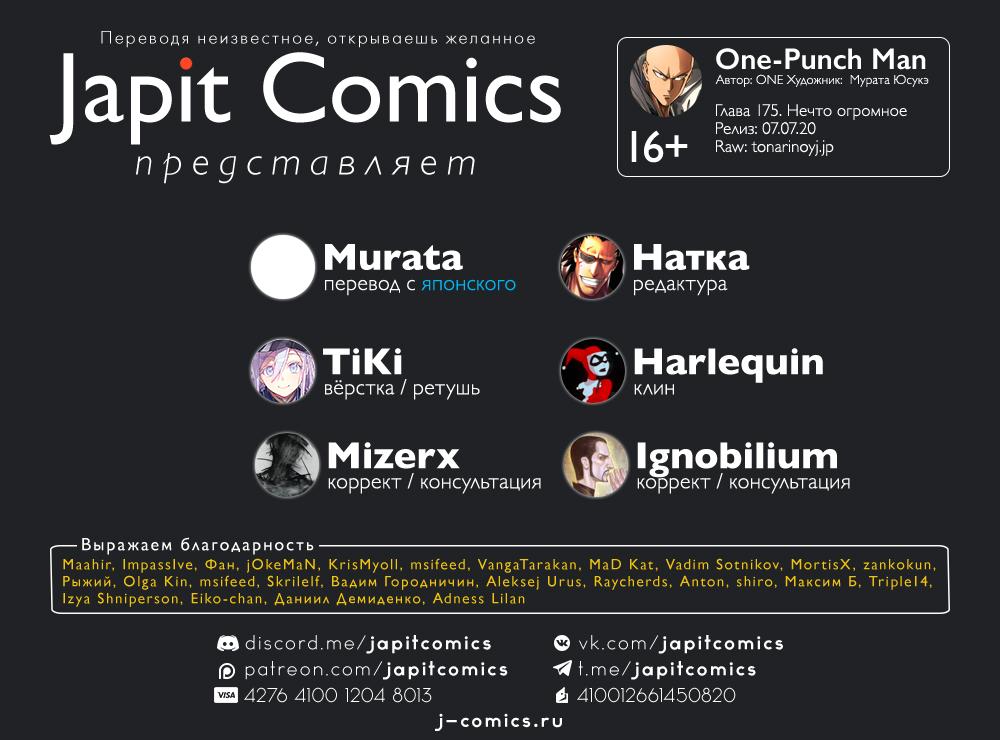 Переводя неизвестное, открываешь желанное
Japit Comics
представляет
One-Punch Man
Автор: ONE Художник: Мурата Юсукэ
Глава 175. Нечто огромное
Релиз: 07.07.20
Raw: tonarinoyj.jp
16+
Murata
перевод с японского
Натка
редактура
TiKi
вёрстка / ретушь
Harlequin
клин
Mizerx
коррект / консультация
Ignobilium
коррект / консультация
Выражаем благодарность
Maahir, ImpassIve, Фан, jOkeMaN, KrisMyoll, msifeed, VangaTarakan, MaD Kat, Vadim Sotnikov, MortisX, zankokun,
Рыжий, Olga Kin, msifeed, Skrilelf, Вадим Городничин, Aleksej Urus, Raycherds, Anton, shiro, Максим Б, Triple14,
Izya Shniperson, Eiko-chan, Даниил Демиденко, Adness Lilan
discord.me/japitcomics
vk.com/japitcomics
patreon.com/japitcomics
t.me/japitcomics
VISA 4276 4100 1204 8013
410012661450820
j-comics.ru